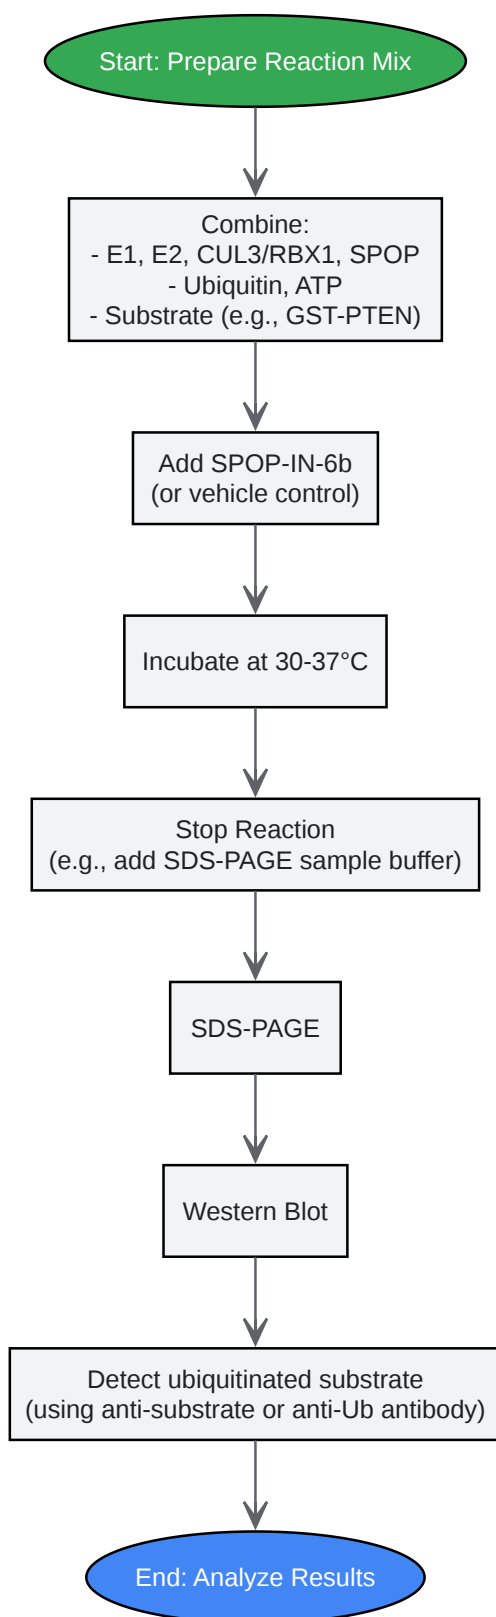 Start: Prepare Reaction Mix
Combine:
- E1, E2, CUL3/RBX1, SPOP
- Ubiquitin, ATP
- Substrate (e.g., GST-PTEN)
Add SPOP-IN-6b
(or vehicle control)
Incubate at 30-37°C
Stop Reaction
(e.g., add SDS-PAGE sample buffer)
SDS-PAGE
Western Blot
Detect ubiquitinated substrate
(using anti-substrate or anti-Ub antibody)
End: Analyze Results